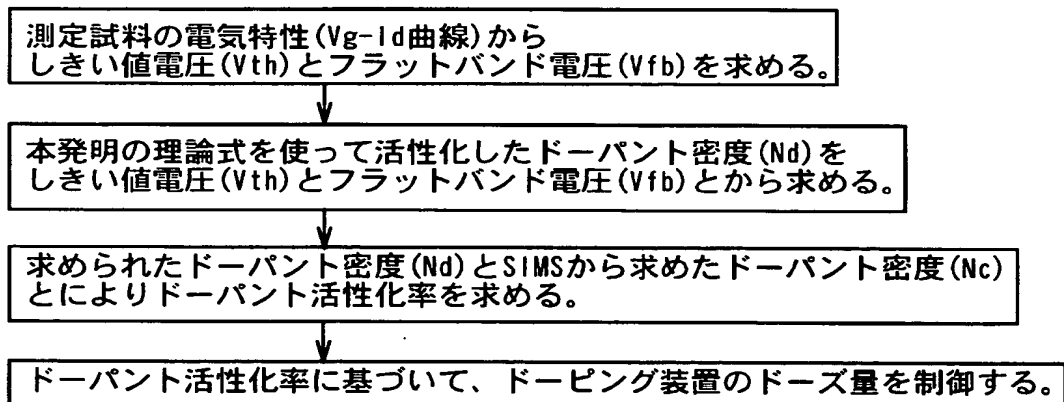 測定試料の電気特性(Vg-Id曲線)から
しきい値電圧(Vth)とフラットバンド電圧(Vfb)を求める。
本発明の理論式を使って活性化したドーパント密度(Nd)を
しきい値電圧(Vth)とフラットバンド電圧(Vfb)とから求める。
求められたドーパント密度(Nd)とSIMSから求めたドーパント密度(Nc)
とによりドーパント活性化率を求める。
ドーパント活性化率に基づいて、ドーピング装置のドーズ量を制御する。